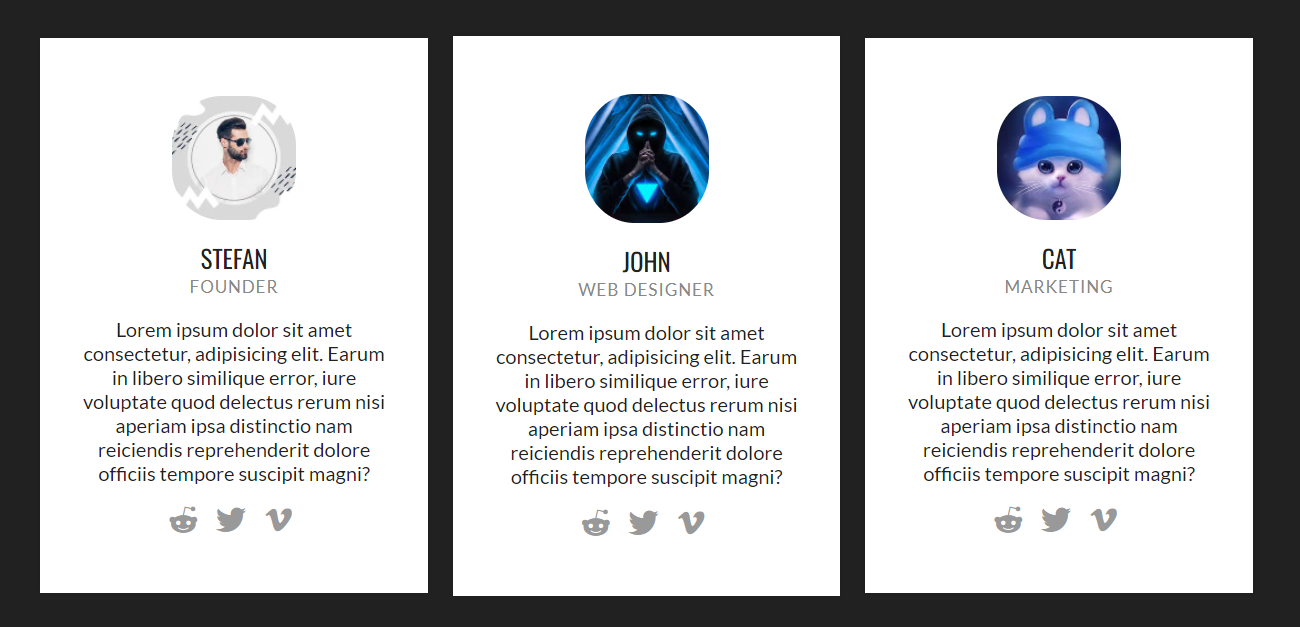 STEFAN
FOUNDER
Lorem ipsum dolor sit amet
consectetur, adipisicing elit. Earum
in libero similique error, iure
voluptate quod delectus rerum nisi
aperiam ipsa distinctio nam
reiciendis reprehenderit dolore
officiis tempore suscipit magni?
JOHN
WEB DESIGNER
Lorem ipsum dolor sit amet
consectetur, adipisicing elit. Earum
in libero similique error, iure
voluptate quod delectus rerum nisi
aperiam ipsa distinctio nam
reiciendis reprehenderit dolore
officiis tempore suscipit magni?
CAT
MARKETING
Lorem ipsum dolor sit amet
consectetur, adipisicing elit. Earum
in libero similique error, iure
voluptate quod delectus rerum nisi
aperiam ipsa distinctio nam
reiciendis reprehenderit dolore
officiis tempore suscipit magni?